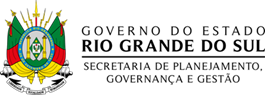 GOVERNO DO ESTADO
RIO GRANDE DO SUL
SECRETARIA DE PLANEJAMENTO,
GOVERNANÇA E GESTÃO